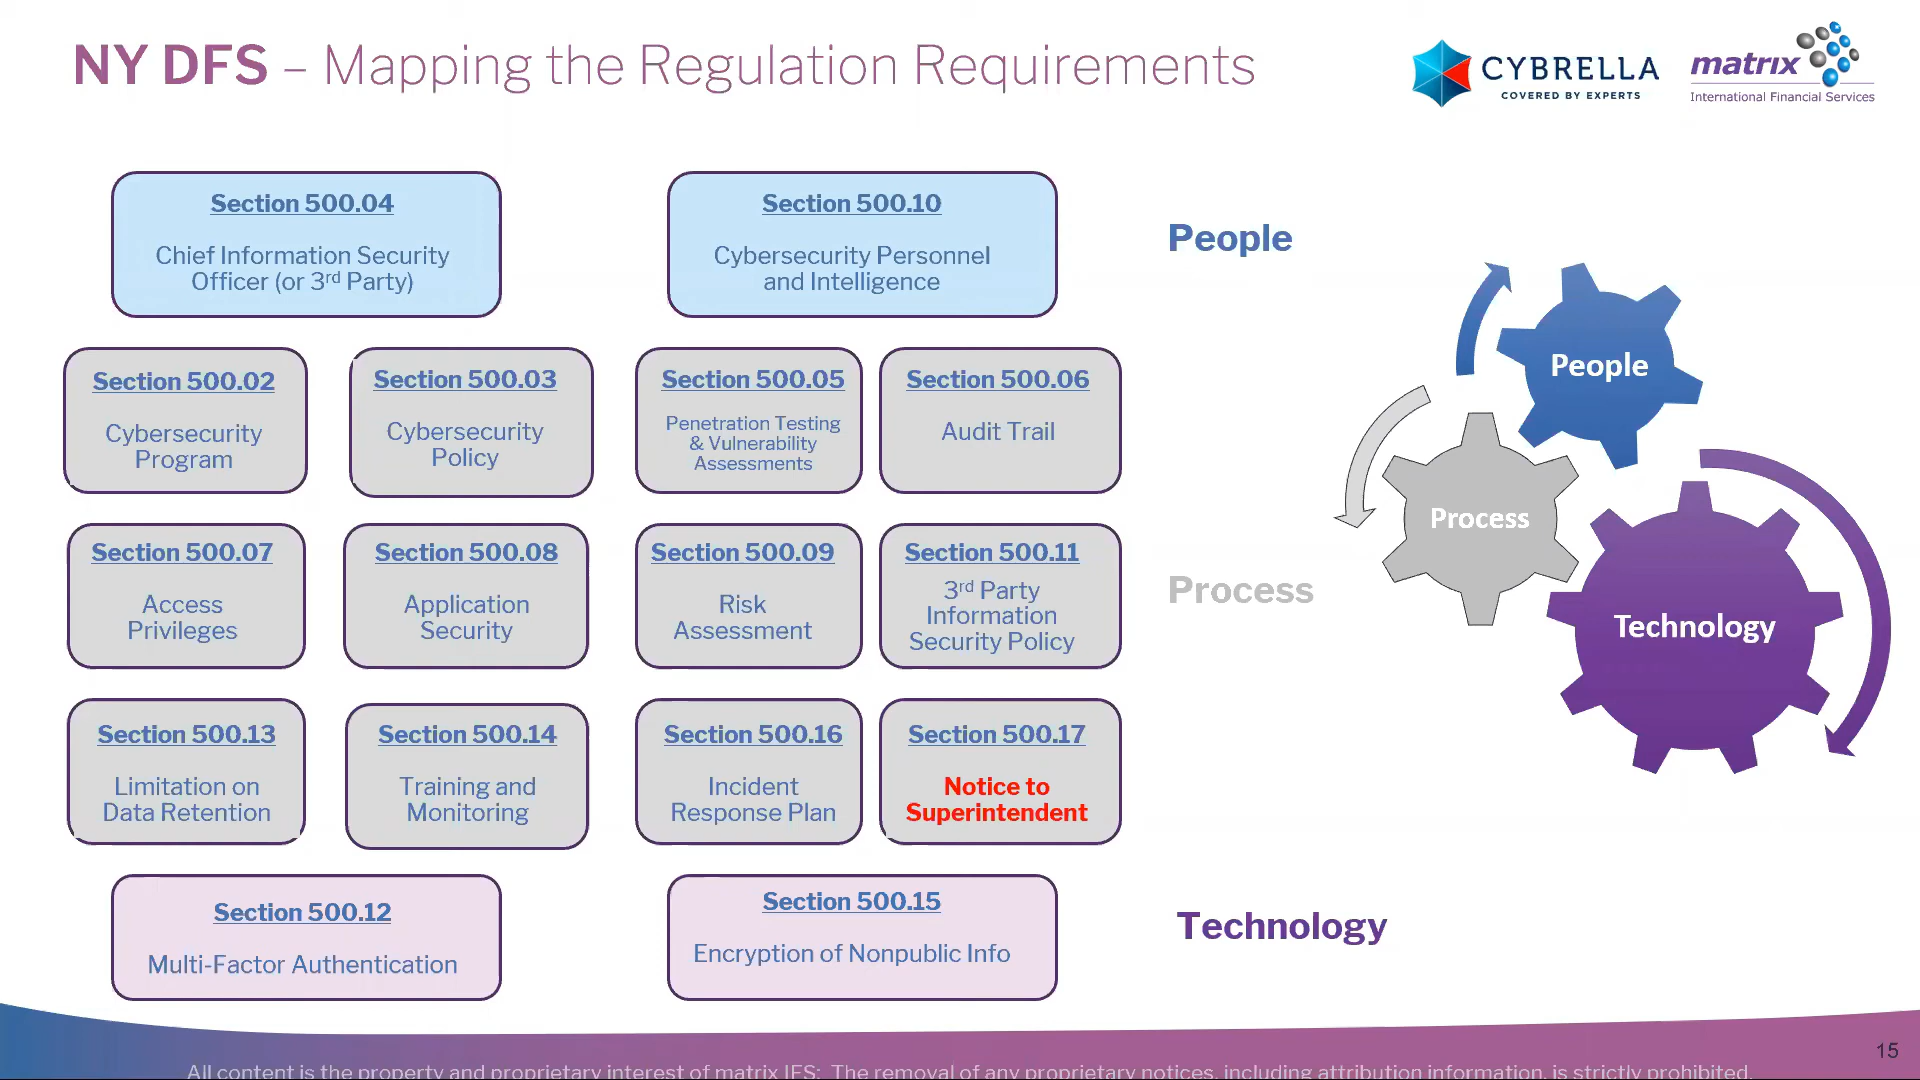 NY DFS – Mapping the Regulation Requirements
CYBRELLA
COVERED BY EXPERTS
matrix
International Financial Services
Section 500.04
Chief Information Security
Officer (or 3rd Party)
Section 500.10
Cybersecurity Personnel
and Intelligence
People
Section 500.02
Cybersecurity
Program
Section 500.03
Cybersecurity
Policy
Section 500.05
Penetration Testing
& Vulnerability
Assessments
Section 500.06
Audit Trail
Section 500.07
Access
Privileges
Section 500.08
Application
Security
Section 500.09
Risk
Assessment
Section 500.11
3rd Party
Information
Security Policy
Process
Section 500.13
Limitation on
Data Retention
Section 500.14
Training and
Monitoring
Section 500.16
Incident
Response Plan
Section 500.17
Notice to
Superintendent
Section 500.12
Multi-Factor Authentication
Section 500.15
Encryption of Nonpublic Info
Technology
People
Process
Technology
15
All content is the property and proprietary interest of matrix IFS; The removal of any proprietary notices, including attribution information, is strictly prohibited.